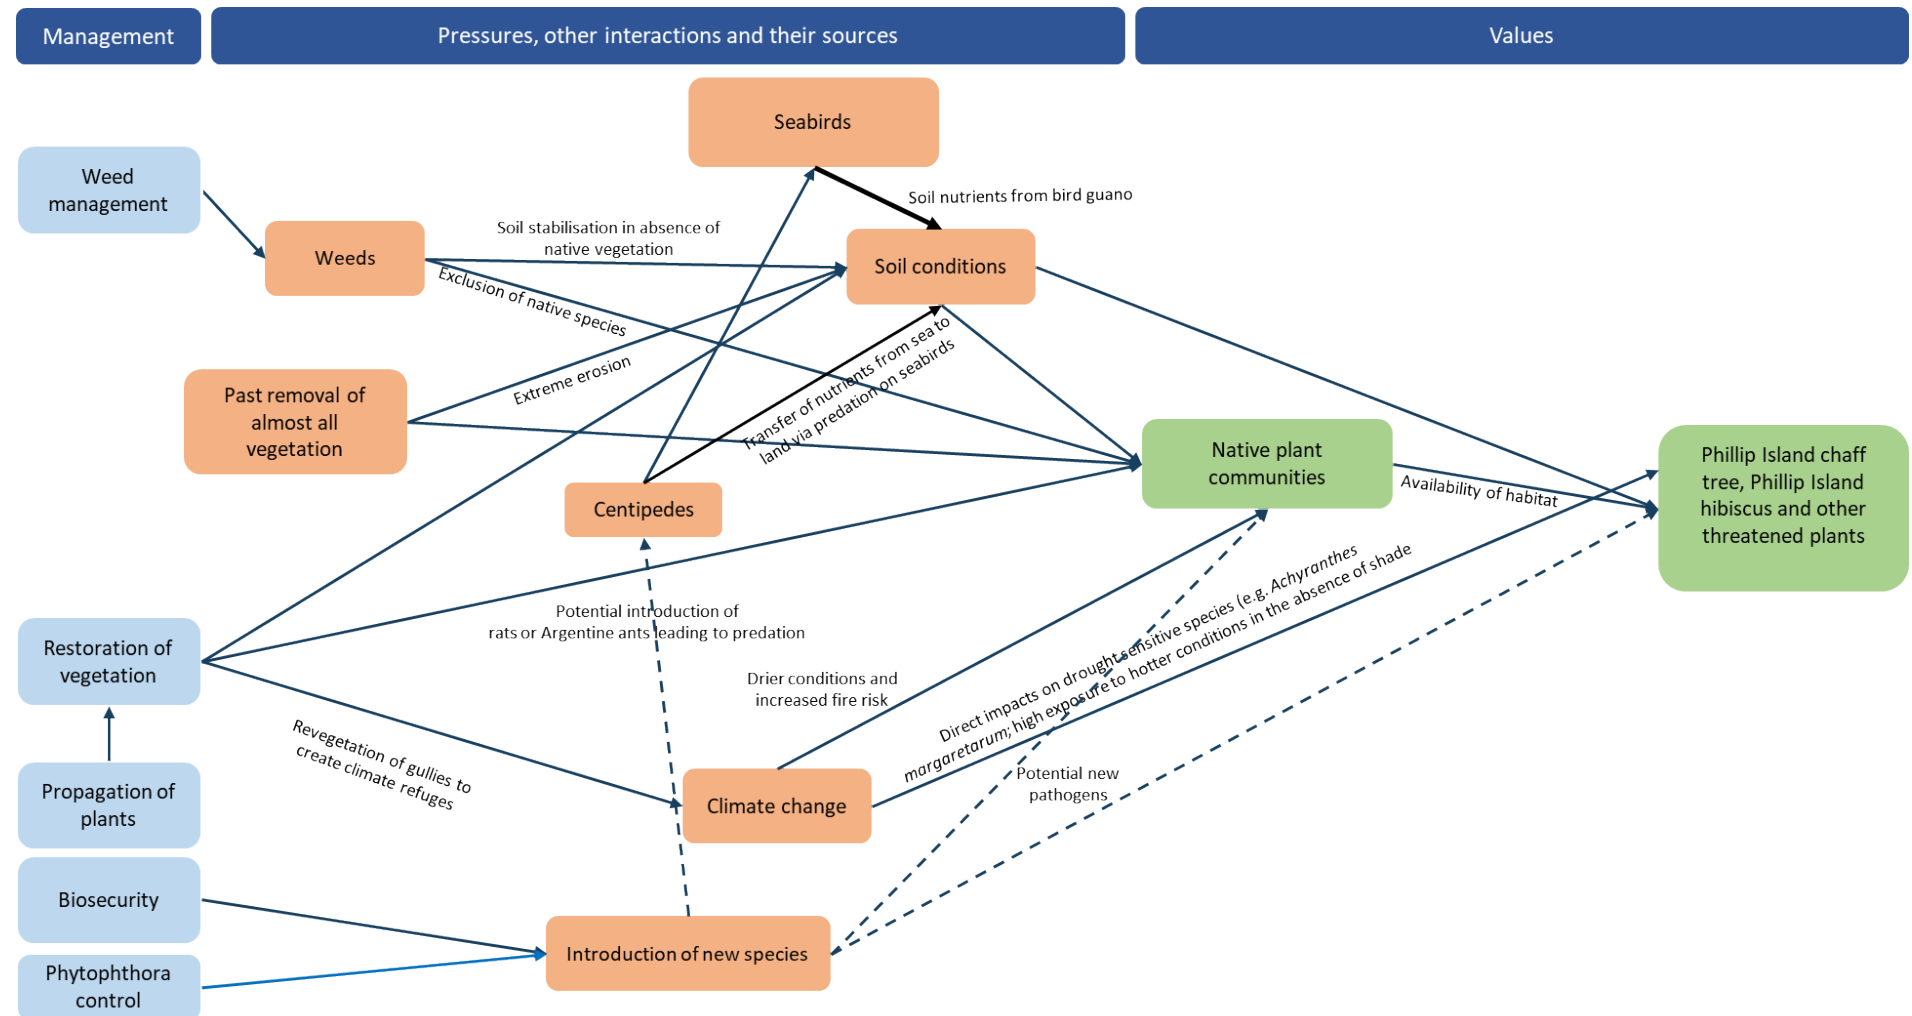 Management
Pressures, other interactions and their sources
Values
Seabirds
Weed
management
Soil nutrients from bird guano
Soil stabilisation in absence of
native vegetation
Weeds
Soil conditions
Exclusion of native species
Extreme erosion
Past removal of
almost all
vegetation
Transfer of nutrients from sea to
land via predation on seabirds
Native plant
communities
Availability of habitat
Phillip Island chaff
tree, Phillip Island
hibiscus and other
threatened plants
Centipedes
Potential introduction of
rats or Argentine ants leading to predation
Restoration of
vegetation
Drier conditions and
increased fire risk
Direct impacts on drought sensitive species (e.g. Achyranthes
margaretarum; high exposure to hotter conditions in the absence of shade
Revegetation of gullies to
create climate refuges
Potential new
pathogens
Propagation of
plants
Climate change
Biosecurity
Introduction of new species
Phytophthora
control